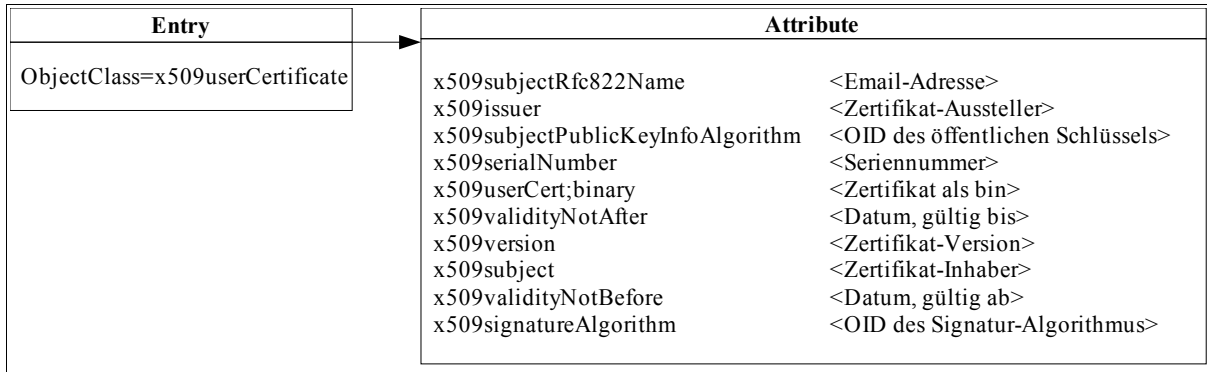 Entry
ObjectClass=x509userCertificate
Attribute
x509subjectRfc822Name <Email-Adresse>
x509issuer <Zertifikat-Aussteller>
x509subjectPublicKeyInfoAlgorithm <OID des öffentlichen Schlüssels>
x509serialNumber <Seriennummer>
x509userCert;binary <Zertifikat als bin>
x509validityNotAfter <Datum, gültig bis>
x509version <Zertifikat-Version>
x509subject <Zertifikat-Inhaber>
x509validityNotBefore <Datum, gültig ab>
x509signatureAlgorithm <OID des Signatur-Algorithmus>